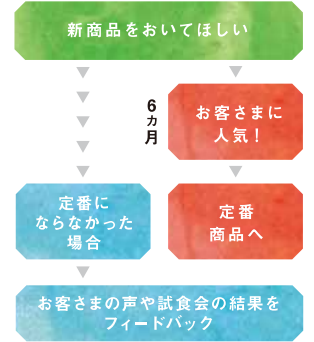 新商品をおいてほしい
6
カ
月
お客さまに
人気！
定番に
ならなかった
場合
定番
商品へ
お客さまの声や試食会の結果を
フィードバック